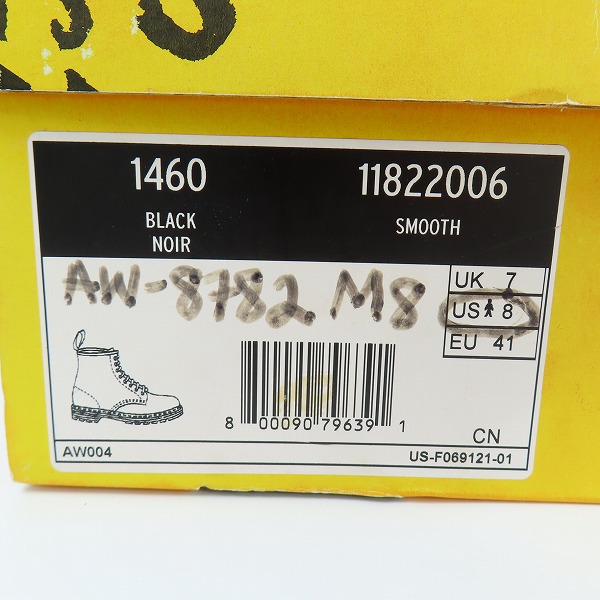 1460 11822006
BLACK SMOOTH
NOIR
AW-8782 M8
UK 7
US 8
EU 41
8 00090 79639 1
CN
AW004 US-F069121-01